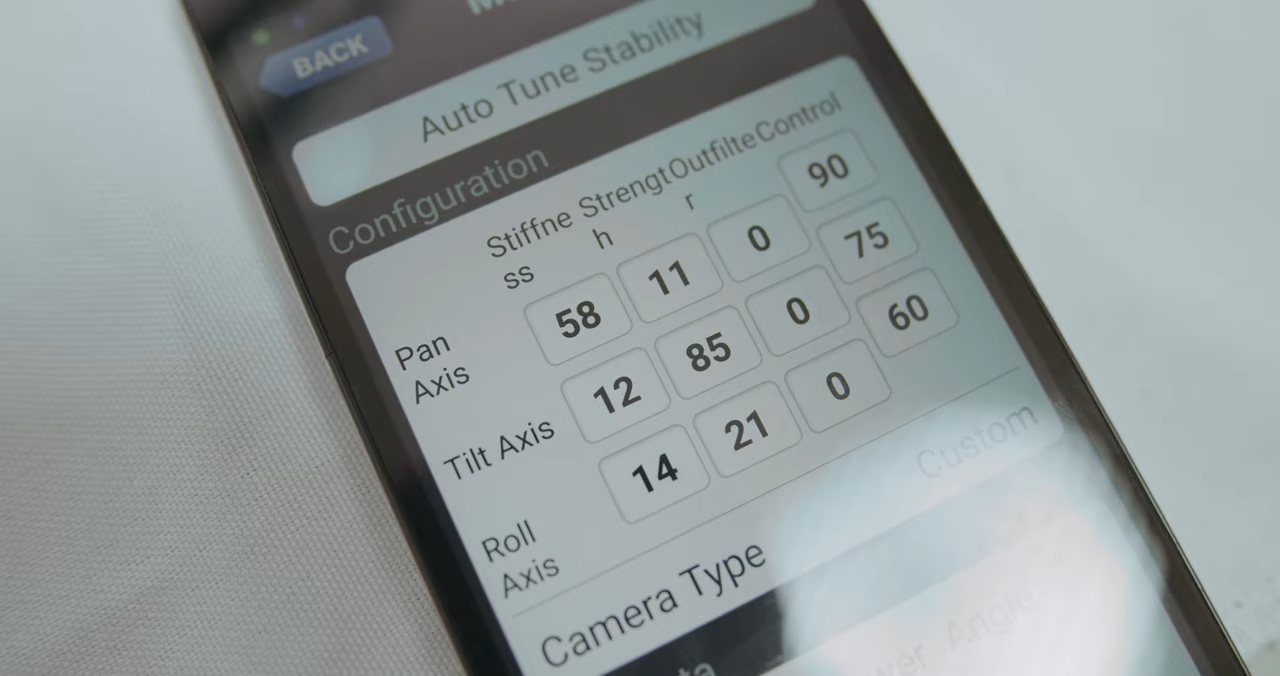 BACK
Auto Tune Stability
Configuration
Stiffne Strengt Outfilte Control
ss h r
Pan 58 11 0 90
Axis
Tilt Axis 12 85 0 75
Roll 14 21 0 60
Axis
Camera Type Custom
Angle